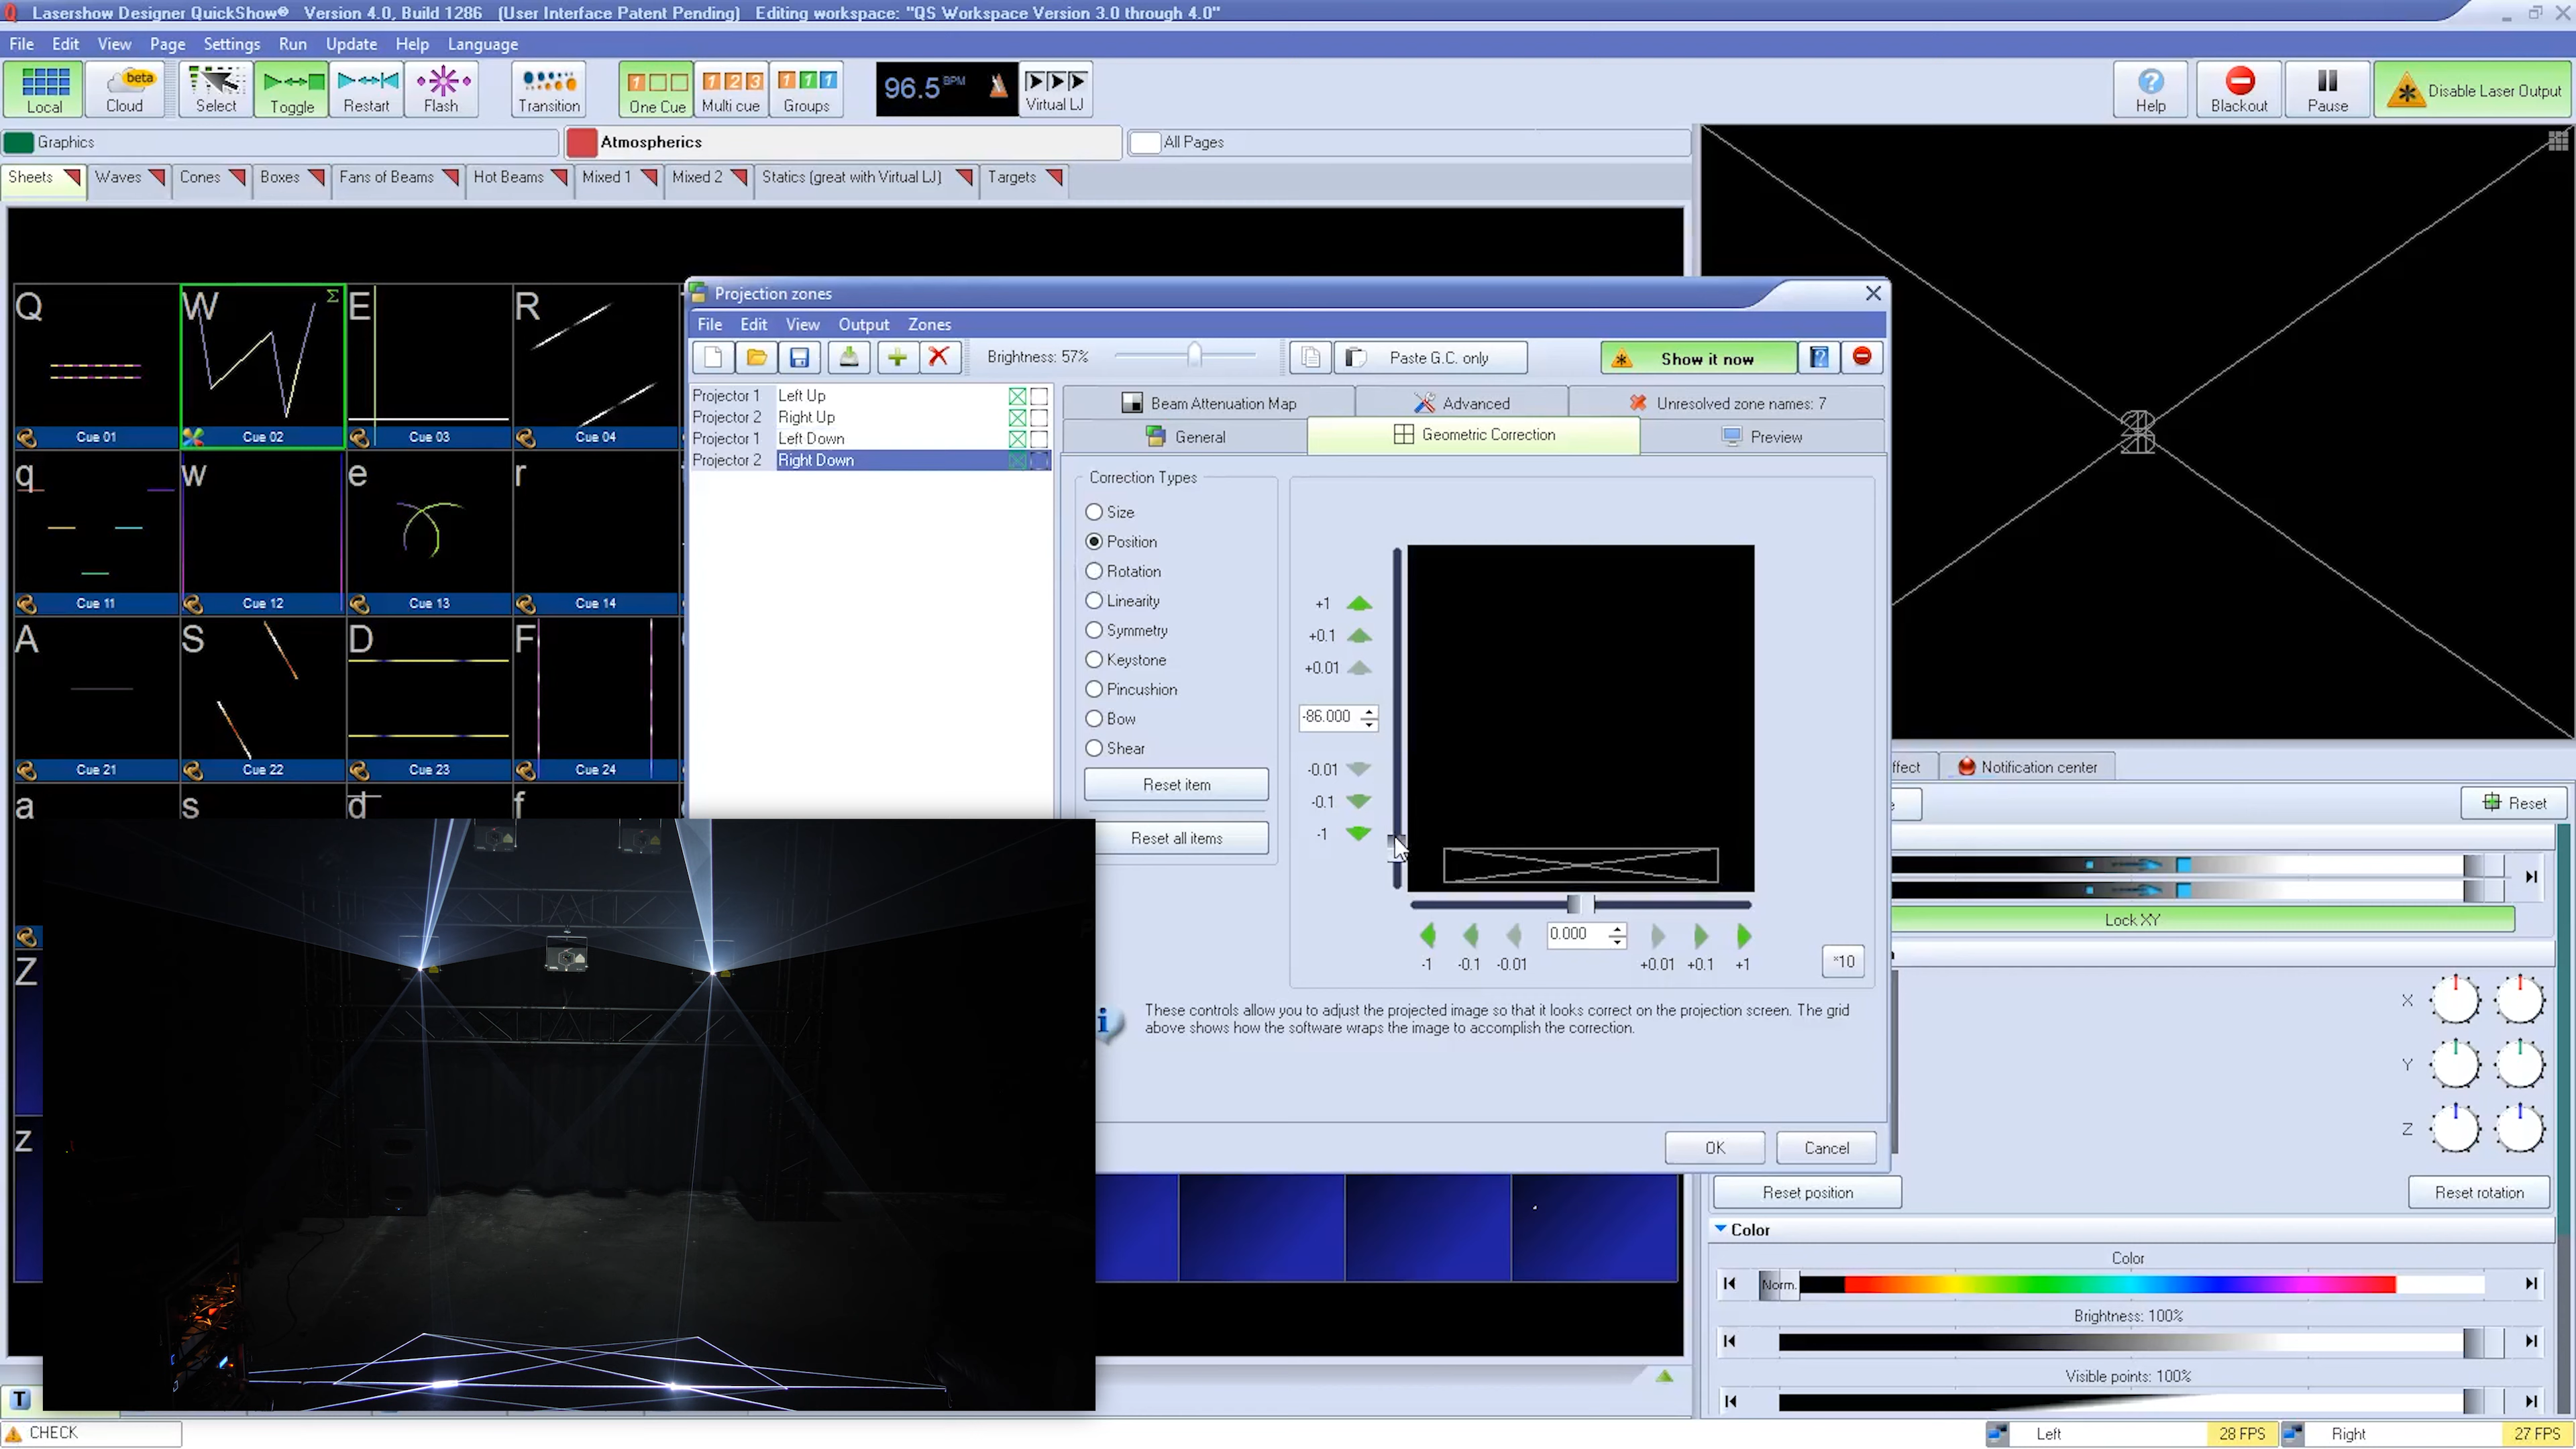 Lasershow Designer QuickShow® Version 4.0, Build 1286 (User Interface Patent Pending) Editing workspace: "QS Workspace Version 3.0 through 4.0"
File Edit View Page Settings Run Update Help Language
Local Cloud beta Select Toggle Restart Flash Transition One Cue Multi cue Groups 96.5 BPM Virtual LJ Help Blackout Pause Disable Laser Output
Graphics Atmospherics All Pages
Sheets Waves Cones Boxes Fans of Beams Hot Beams Mixed 1 Mixed 2 Statics (great with Virtual LJ) Targets
Q W E R
Cue 01 Cue 02 Cue 03 Cue 04
q w e r
Cue 11 Cue 12 Cue 13 Cue 14
A S D F
Cue 21 Cue 22 Cue 23 Cue 24
a s d f
Z
z
Projection zones
File Edit View Output Zones
Brightness: 57% Paste G.C. only Show it now
Projector 1 Left Up
Projector 2 Right Up
Projector 1 Left Down
Projector 2 Right Down
Beam Attenuation Map Advanced Unresolved zone names: 7
General Geometric Correction Preview
Correction Types
Size
Position
Rotation
Linearity
Symmetry
Keystone
Pincushion
Bow
Shear
Reset item
Reset all items
+1
+0.1
+0.01
-86.000
-0.01
-0.1
-1
0.000
-1 -0.1 -0.01 +0.01 +0.1 +1
*10
These controls allow you to adjust the projected image so that it looks correct on the projection screen. The grid
above shows how the software wraps the image to accomplish the correction.
OK Cancel
ffect Notification center
Reset
Lock XY
X
Y
Z
Reset position Reset rotation
Color
Color
Norm.
Brightness: 100%
Visible points: 100%
T
CHECK
Left 28 FPS Right 27 FPS